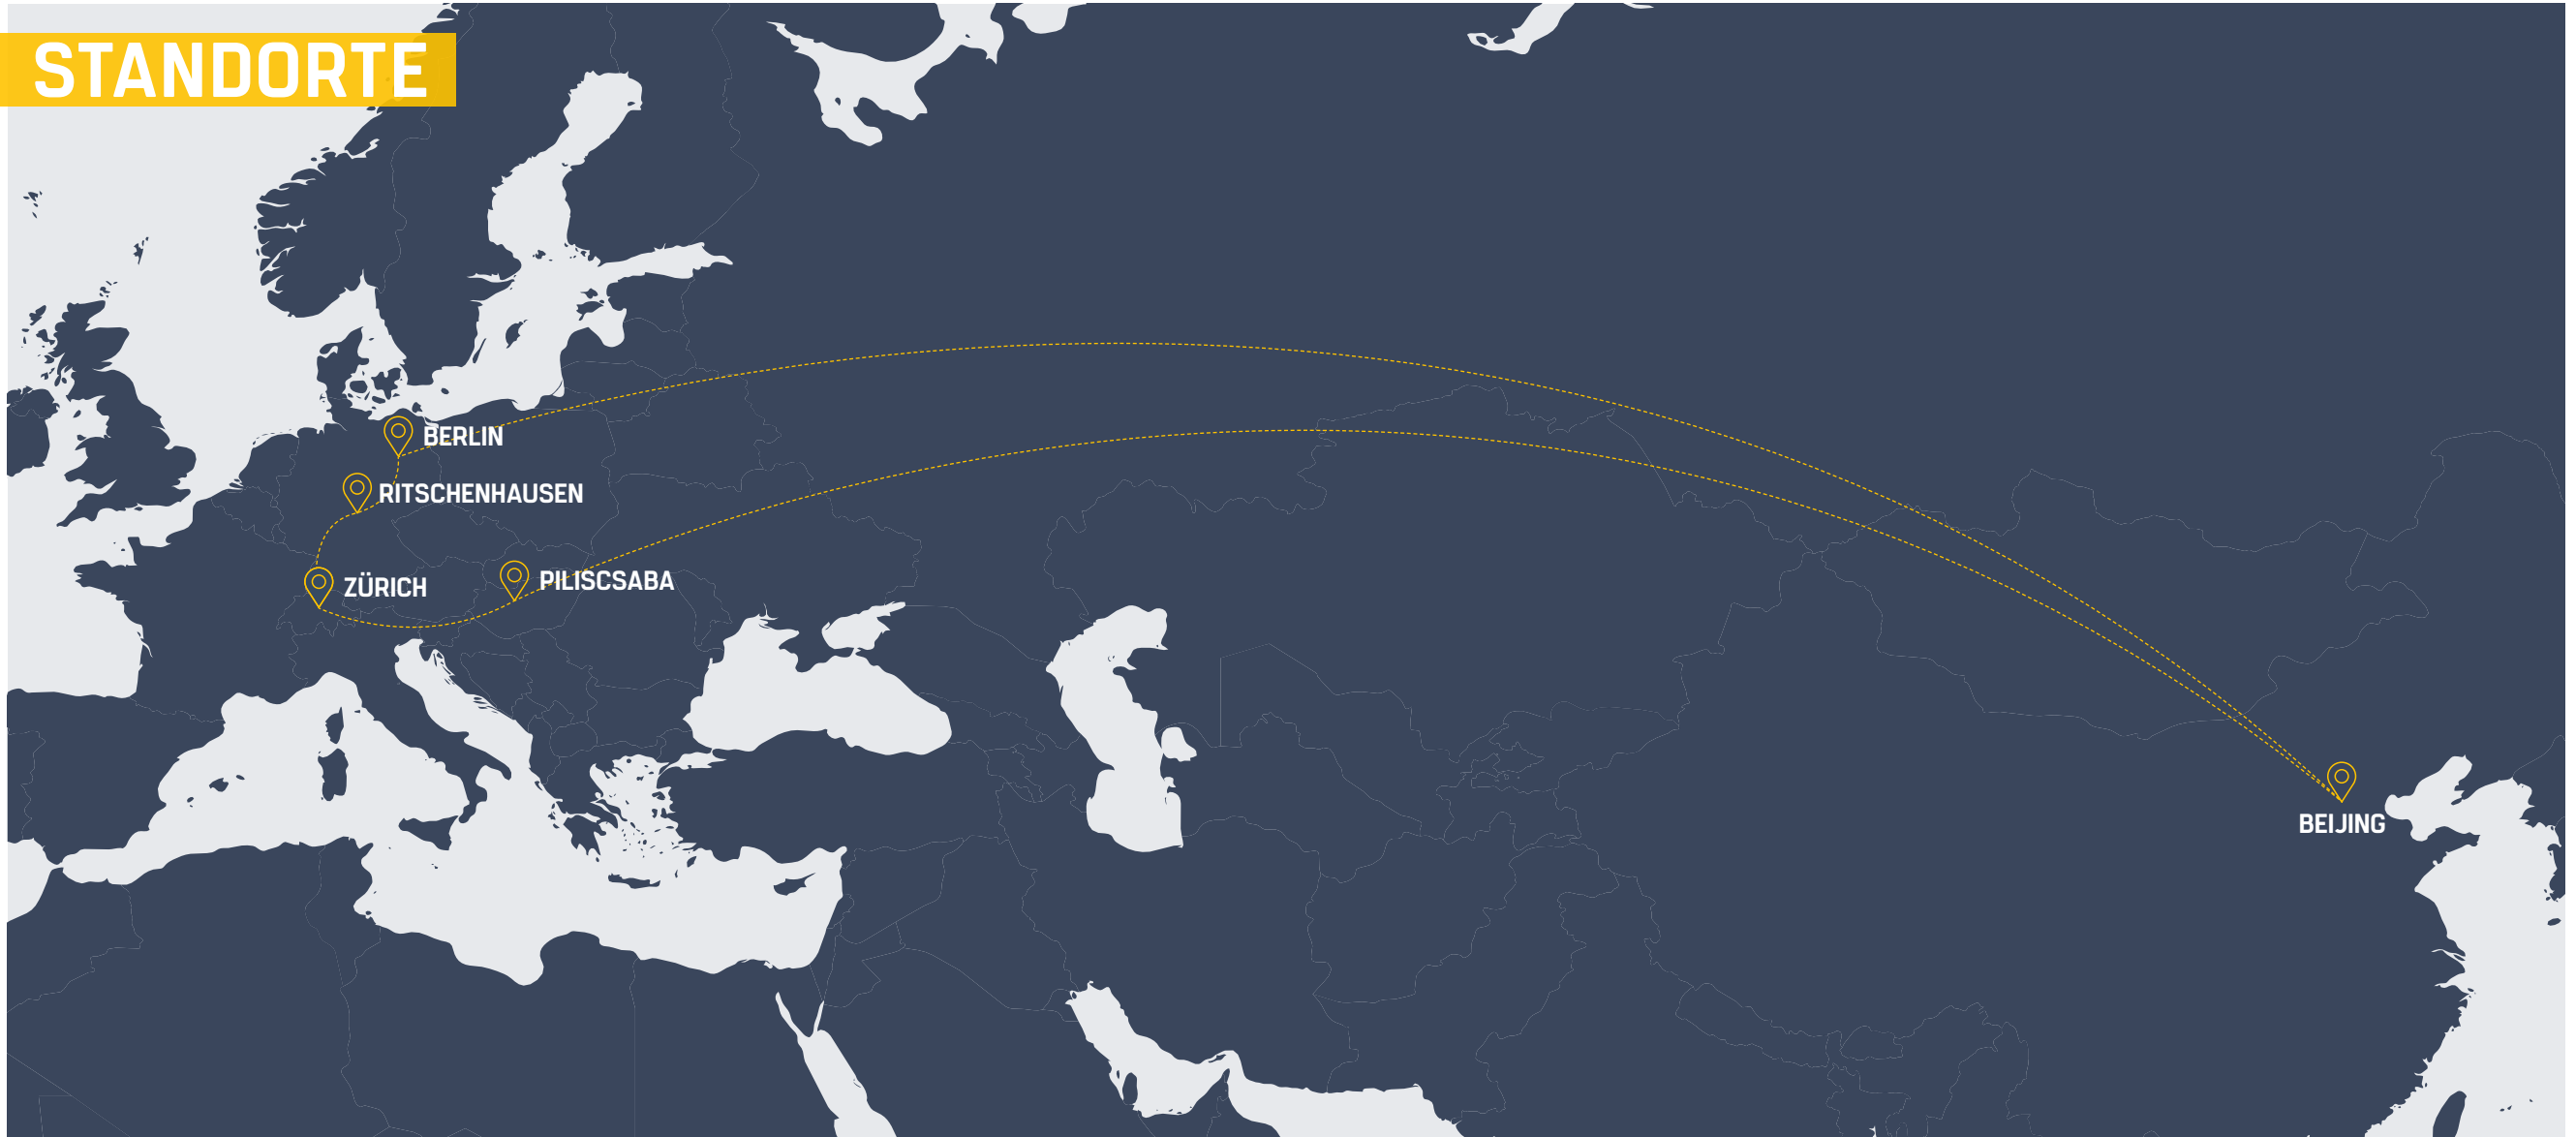 STANDORTE
BERLIN
RITSCHENHAUSEN
ZÜRICH
PILISCSABA
BEIJING